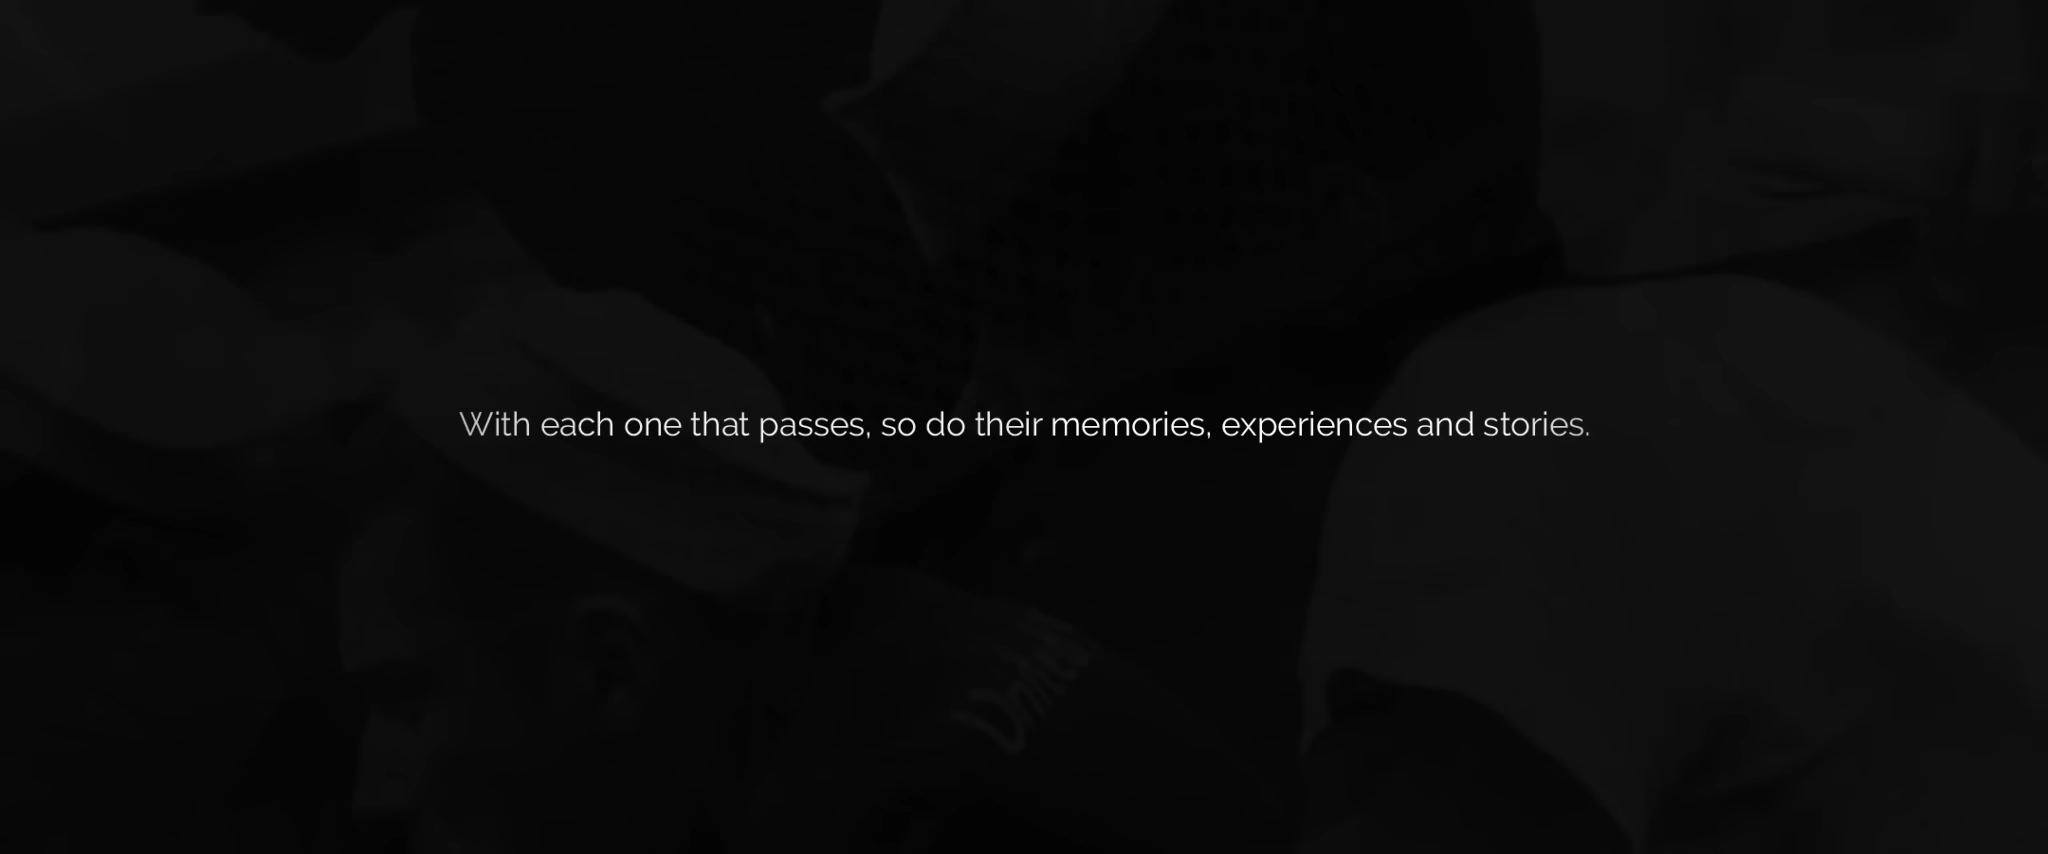 With each one that passes, so do their memories, experiences and stories.